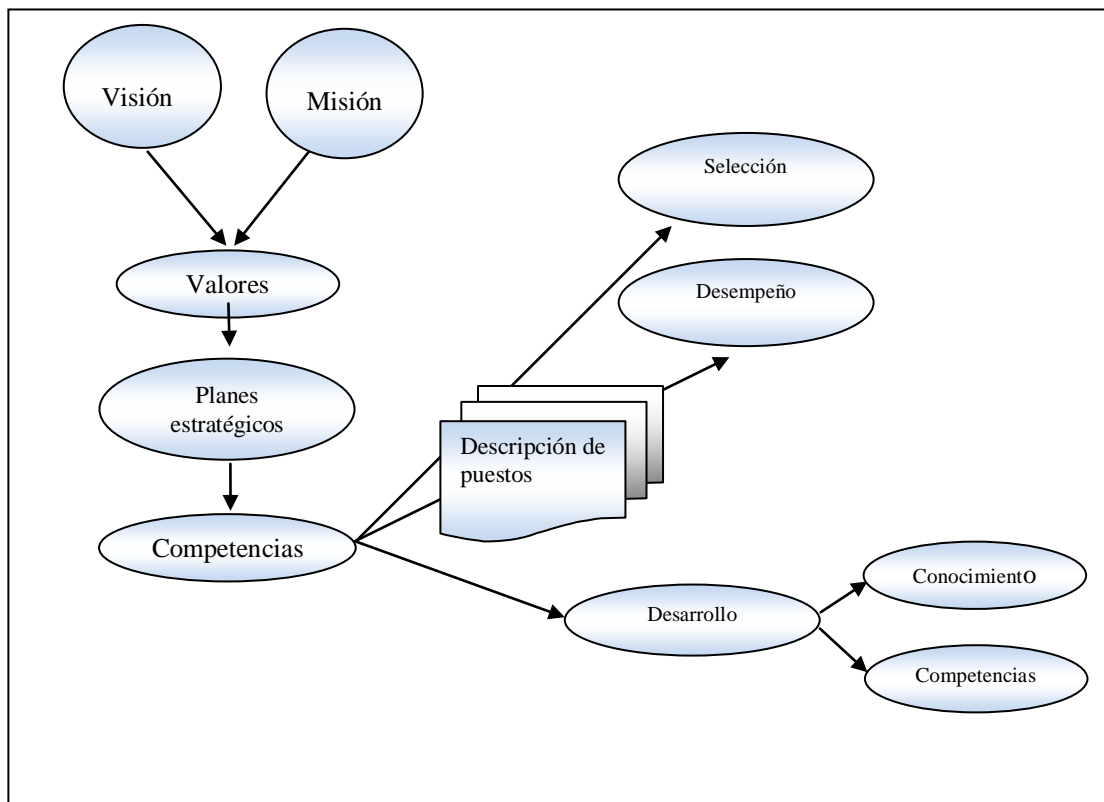 Visión
Misión
Selección
Valores
Desempeño
Planes
estratégicos
Descripción de
puestos
Competencias
Conocimiento
Desarrollo
Competencias